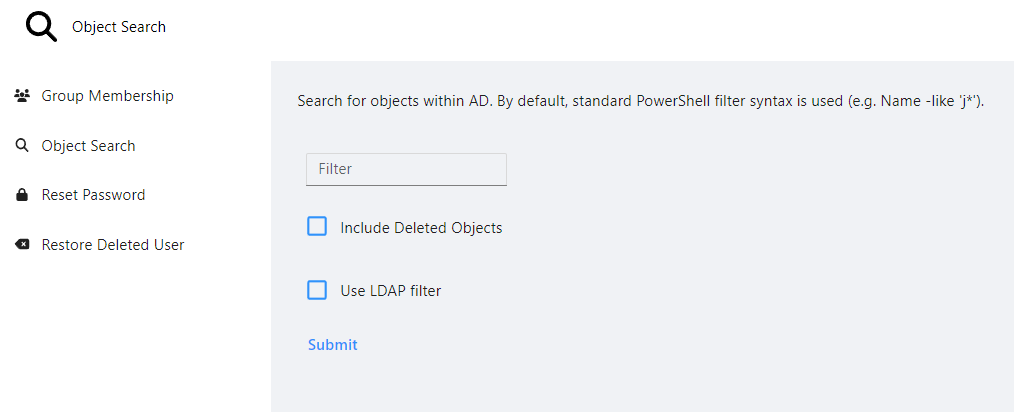 Object Search
Group Membership
Object Search
Reset Password
Restore Deleted User
Search for objects within AD. By default, standard PowerShell filter syntax is used (e.g. Name -like 'j*').
Filter
Include Deleted Objects
Use LDAP filter
Submit